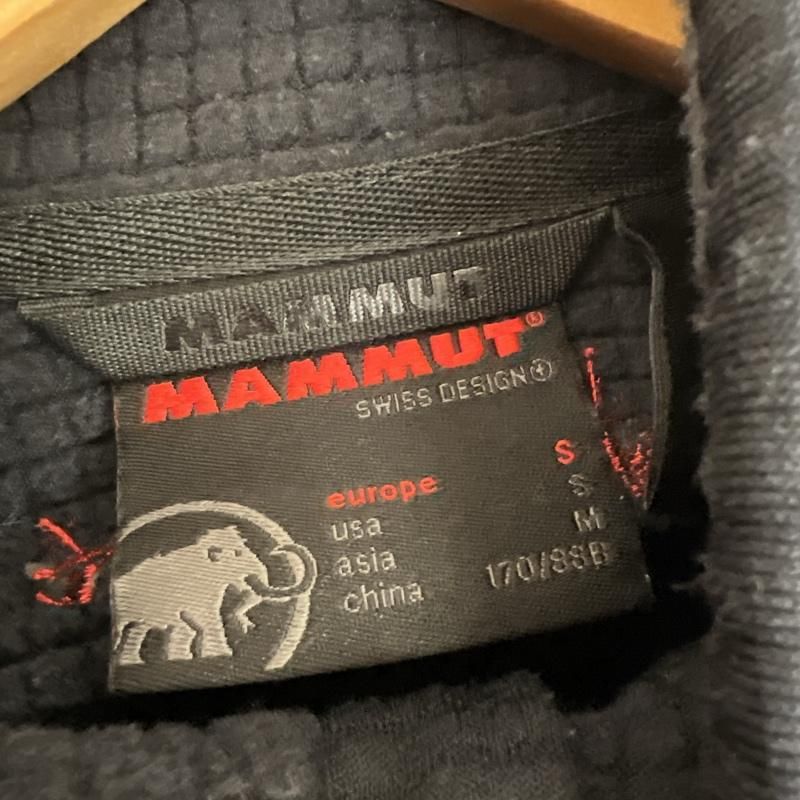 MAMMUT
MAMMUT®
SWISS DESIGN
europe S
usa S
asia M
china 170/88B